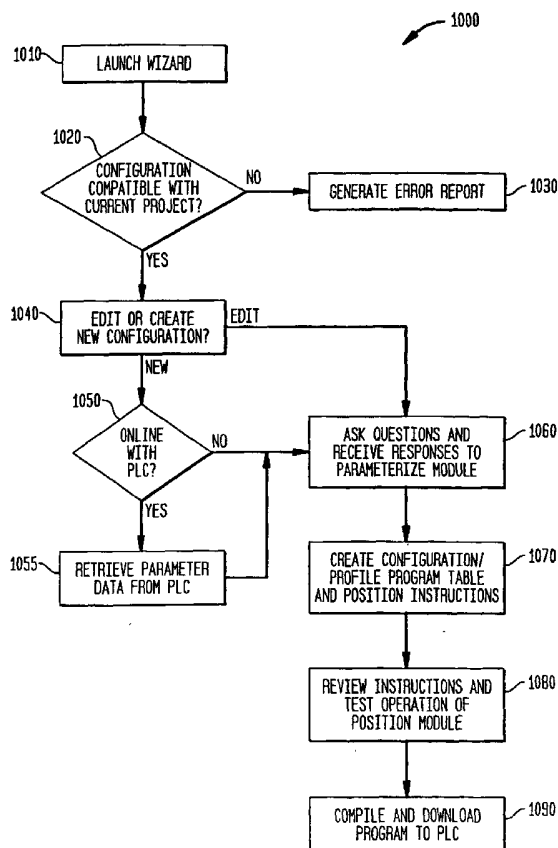 1000
1010
LAUNCH WIZARD
1020
CONFIGURATION
COMPATIBLE WITH
CURRENT PROJECT?
NO
GENERATE ERROR REPORT
1030
YES
1040
EDIT OR CREATE
NEW CONFIGURATION?
EDIT
NEW
1050
ONLINE
WITH
PLC?
NO
YES
1055
RETRIEVE PARAMETER
DATA FROM PLC
ASK QUESTIONS AND
RECEIVE RESPONSES TO
PARAMETERIZE MODULE
1060
CREATE CONFIGURATION/
PROFILE PROGRAM TABLE
AND POSITION INSTRUCTIONS
1070
REVIEW INSTRUCTIONS AND
TEST OPERATION OF
POSITION MODULE
1080
COMPILE AND DOWNLOAD
PROGRAM TO PLC
1090